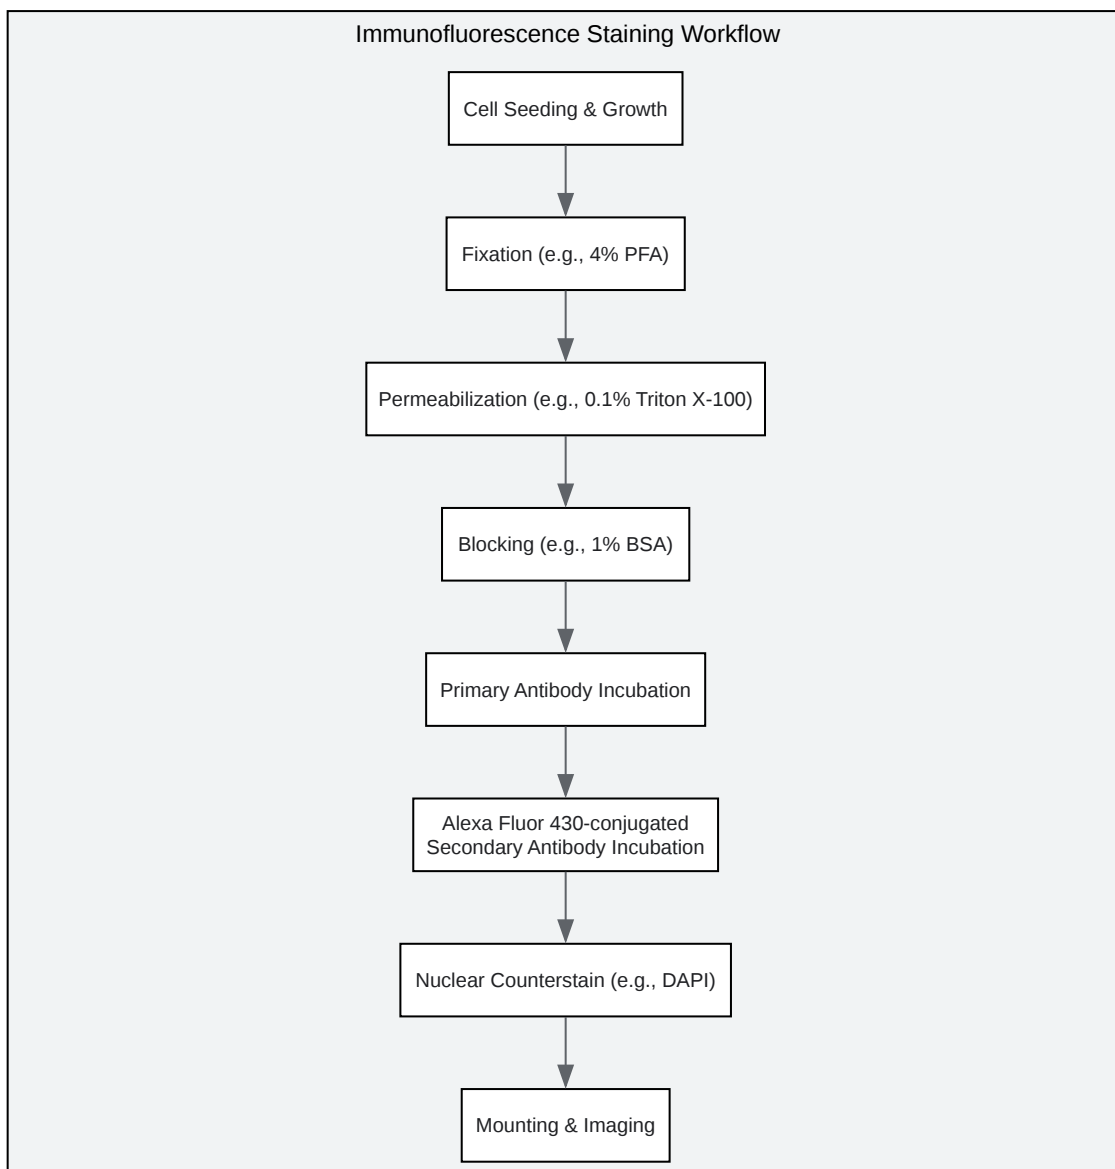 Immunofluorescence Staining Workflow
Cell Seeding & Growth
Fixation (e.g., 4% PFA)
Permeabilization (e.g., 0.1% Triton X-100)
Blocking (e.g., 1% BSA)
Primary Antibody Incubation
Alexa Fluor 430-conjugated
Secondary Antibody Incubation
Nuclear Counterstain (e.g., DAPI)
Mounting & Imaging